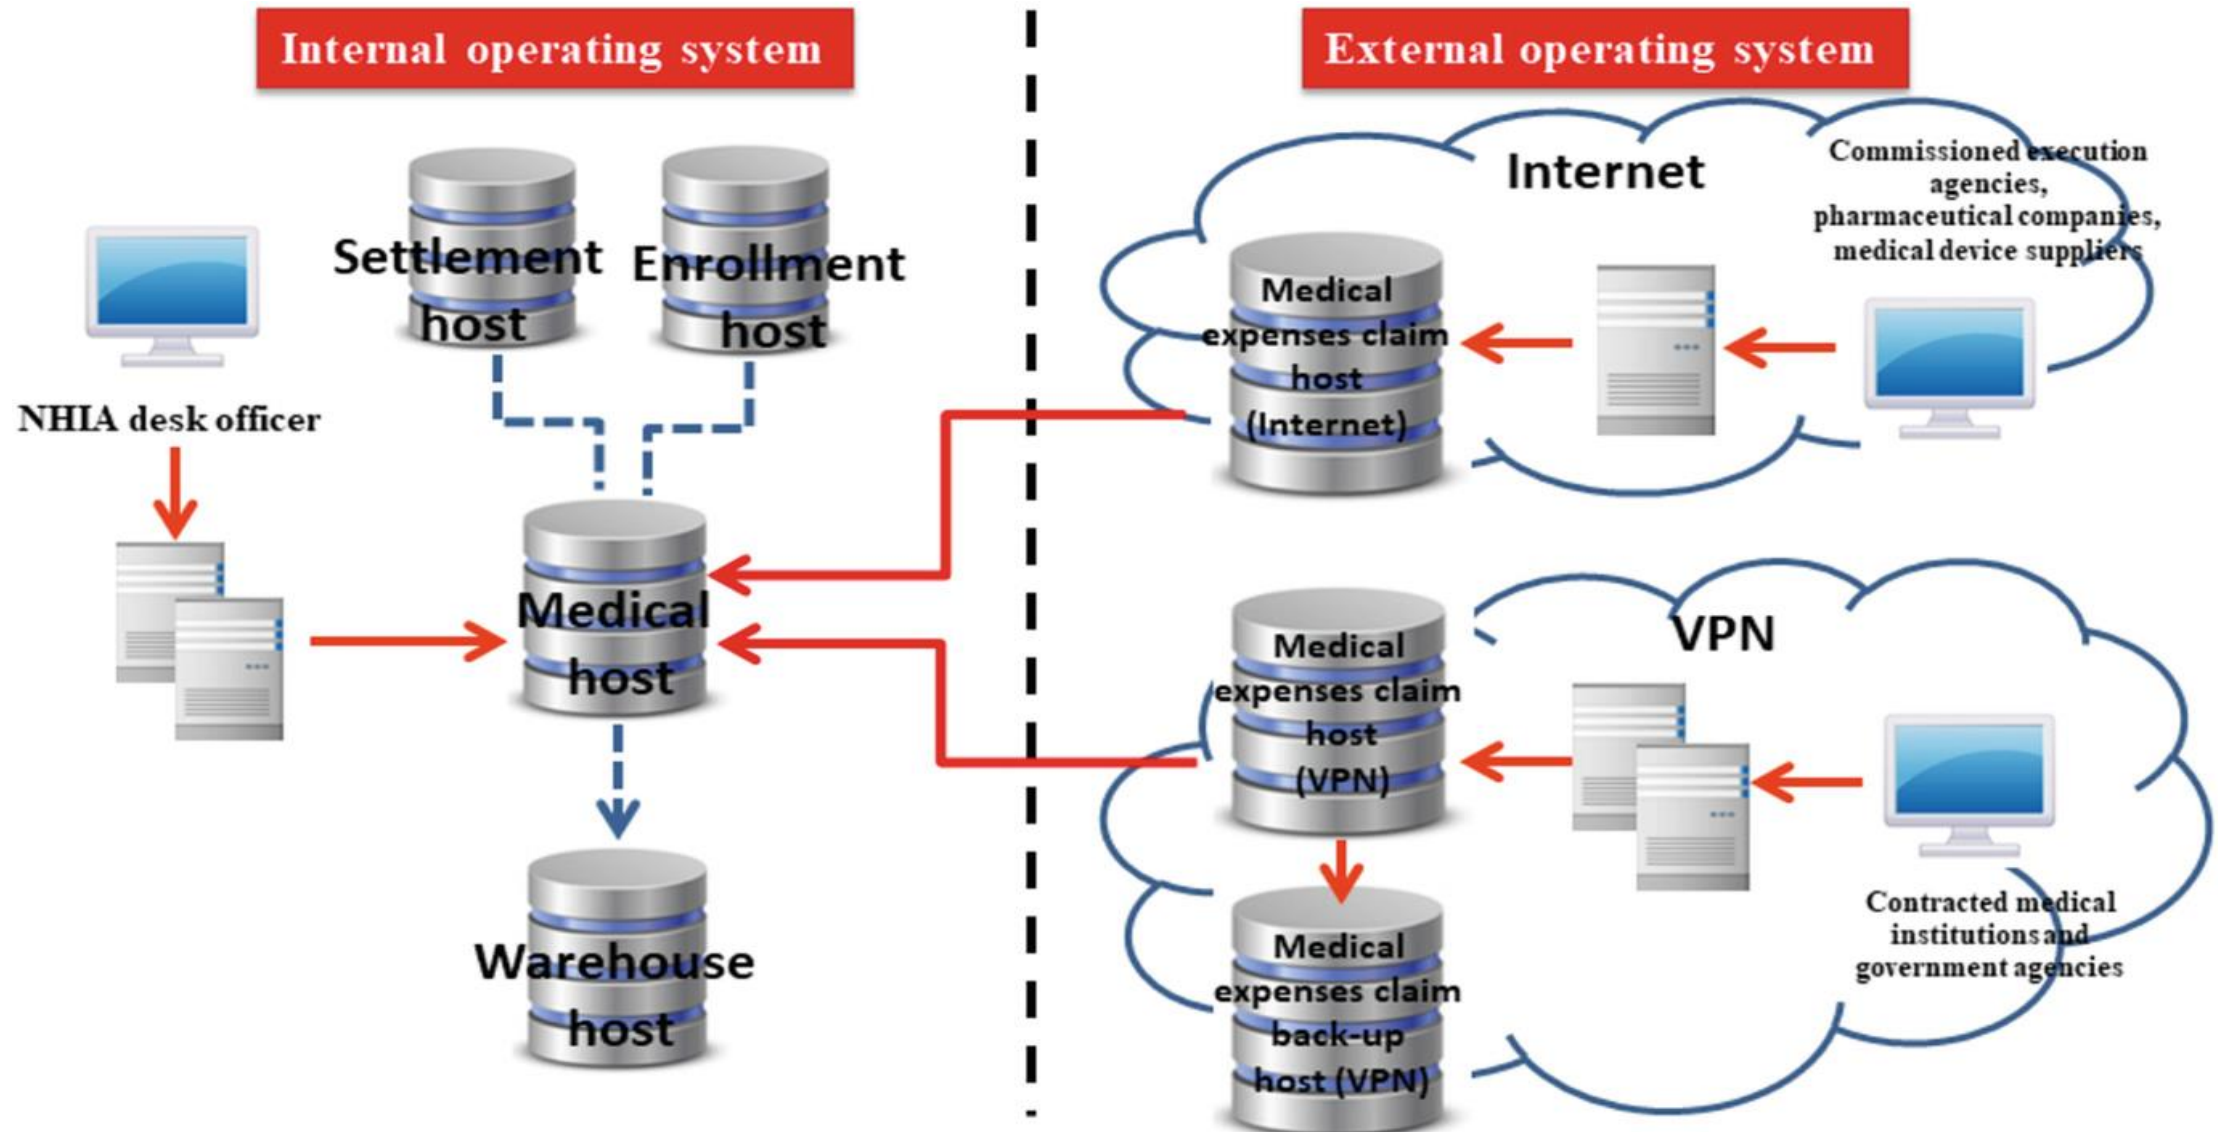 Internal operating system
External operating system
Settlement
host
Enrollment
host
NHIA desk officer
Medical
host
Warehouse
host
Internet
Commissioned execution
agencies,
pharmaceutical companies,
medical device suppliers
Medical
expenses claim
host
(Internet)
VPN
Medical
expenses claim
host
(VPN)
Contracted medical
institutions and
government agencies
Medical
expenses claim
back-up
host (VPN)